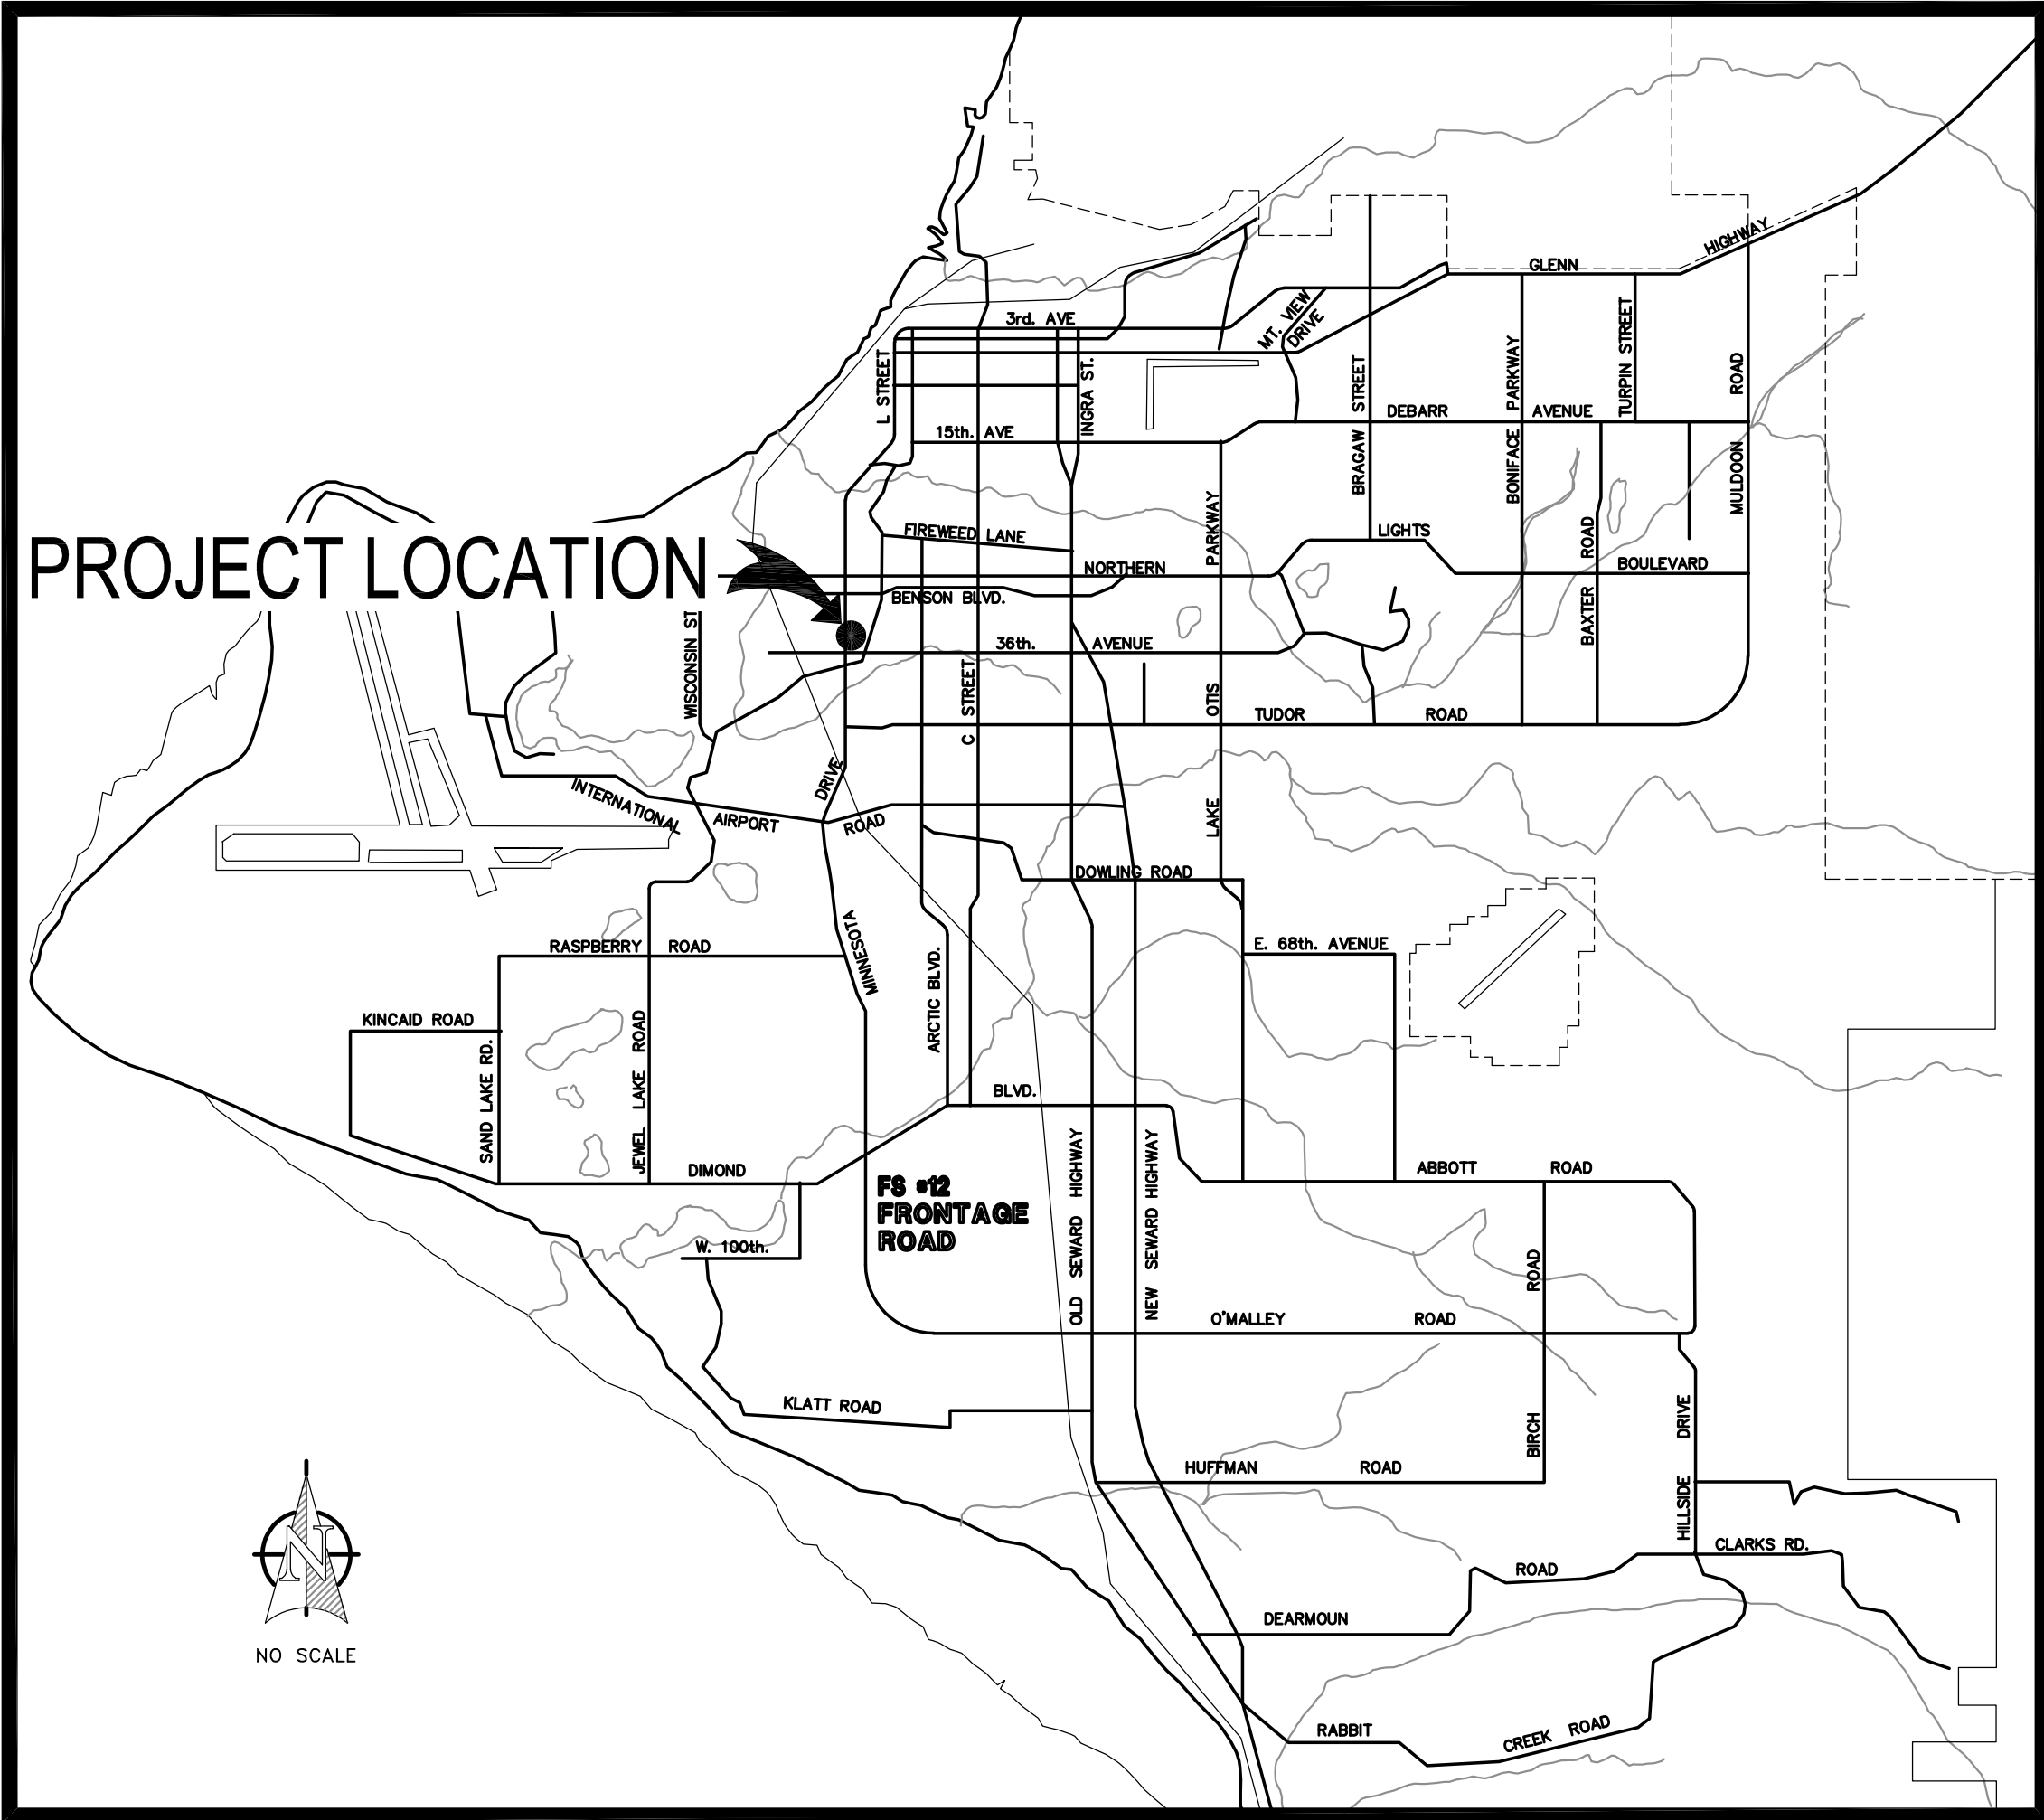 HIGHWAY
GLENN
3rd. AVE
MT. VIEW
DRIVE
L STREET
INGRA ST.
BRAGAW STREET
BONIFACE PARKWAY
TURPIN STREET
MULDOON ROAD
DEBARR AVENUE
15th. AVE
LAKE OTIS PARKWAY
FIREWEED LANE
LIGHTS
BAXTER ROAD
PROJECT LOCATION
NORTHERN
BOULEVARD
BENSON BLVD.
WISCONSIN ST
36th. AVENUE
C STREET
TUDOR ROAD
INTERNATIONAL
AIRPORT
ROAD
DRIVE
DOWLING ROAD
MINNESOTA
RASPBERRY ROAD
E. 68th. AVENUE
ARCTIC BLVD.
KINCAID ROAD
SAND LAKE RD.
JEWEL LAKE ROAD
BLVD.
DIMOND
OLD SEWARD HIGHWAY
NEW SEWARD HIGHWAY
ABBOTT ROAD
FS #12
FRONTAGE
ROAD
W. 100th.
O'MALLEY ROAD
BIRCH ROAD
KLATT ROAD
HILLSIDE DRIVE
HUFFMAN ROAD
N
NO SCALE
CLARKS RD.
ROAD
DEARMOUN
RABBIT
CREEK ROAD